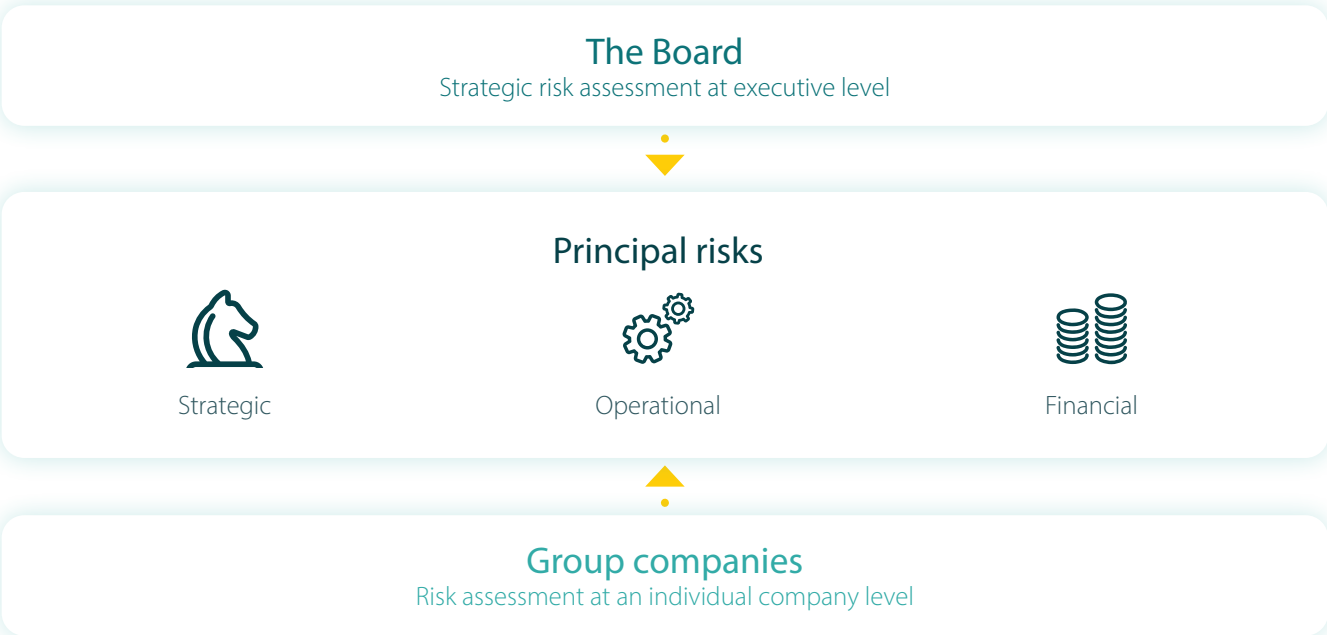 The Board
Strategic risk assessment at executive level
Principal risks
Strategic
Operational
Financial
Group companies
Risk assessment at an individual company level